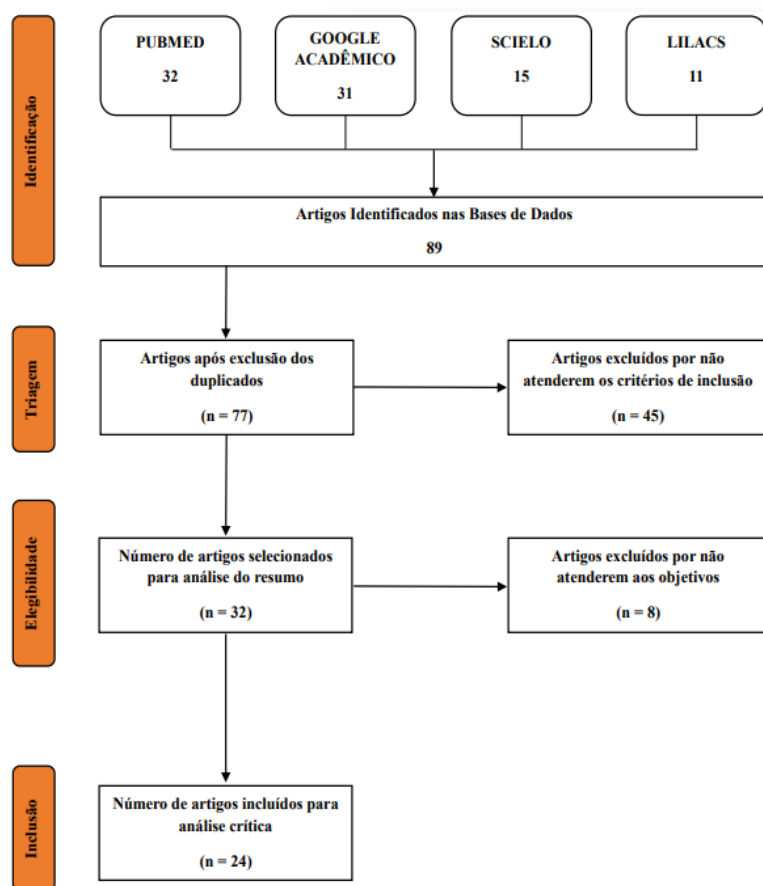 Identificação
PUBMED
32
GOOGLE
ACADÊMICO
31
SCIELO
15
LILACS
11
Artigos Identificados nas Bases de Dados
89
Triagem
Artigos após exclusão dos
duplicados
(n = 77)
Artigos excluídos por não
atenderem os critérios de inclusão
(n = 45)
Elegibilidade
Número de artigos selecionados
para análise do resumo
(n = 32)
Artigos excluídos por não
atenderem aos objetivos
(n = 8)
Inclusão
Número de artigos incluídos para
análise crítica
(n = 24)